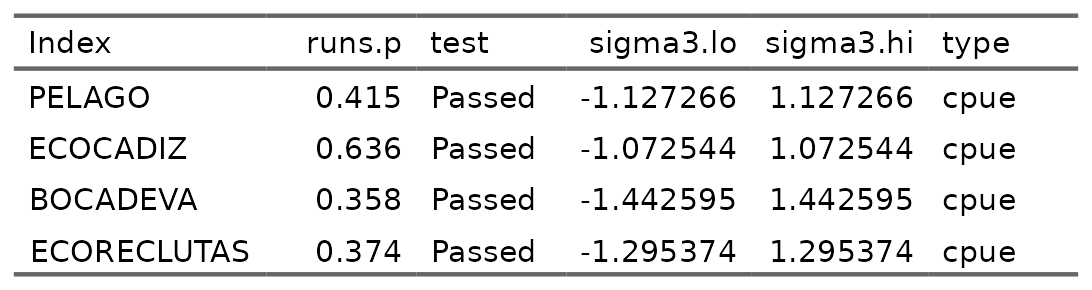 Index runs.p test sigma3.lo sigma3.hi type
PELAGO 0.415 Passed -1.127266 1.127266 cpue
ECOCADIZ 0.636 Passed -1.072544 1.072544 cpue
BOCADEVA 0.358 Passed -1.442595 1.442595 cpue
ECORECLUTAS 0.374 Passed -1.295374 1.295374 cpue